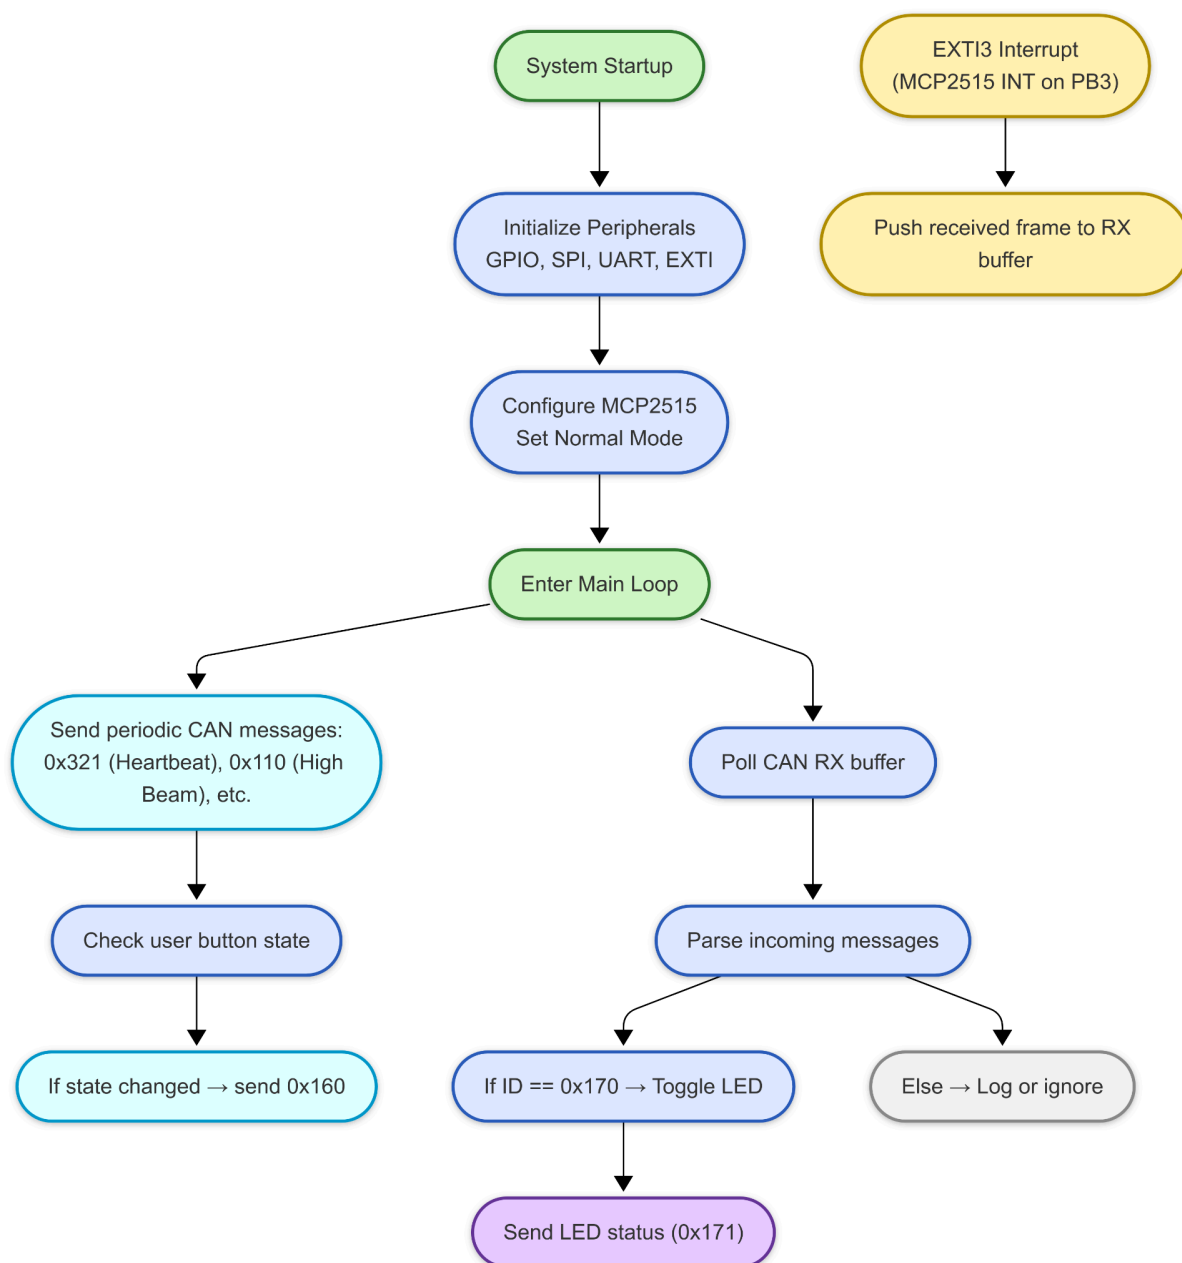 System Startup
EXTI3 Interrupt
(MCP2515 INT on PB3)
Initialize Peripherals
GPIO, SPI, UART, EXTI
Push received frame to RX
buffer
Configure MCP2515
Set Normal Mode
Enter Main Loop
Send periodic CAN messages:
0x321 (Heartbeat), 0x110 (High
Beam), etc.
Poll CAN RX buffer
Check user button state
Parse incoming messages
If state changed → send 0x160
If ID == 0x170 → Toggle LED
Else → Log or ignore
Send LED status (0x171)